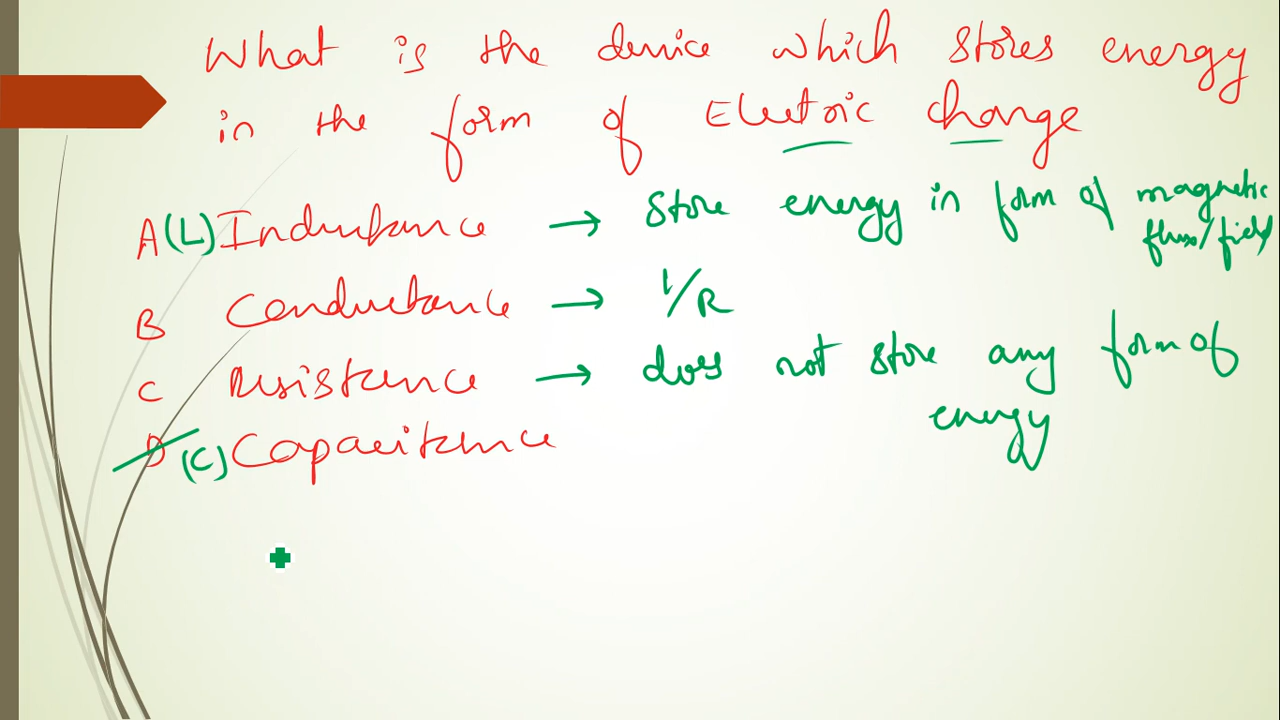 What is the device which stores energy
in the form of Electric charge
A (L) Inductance → store energy in form of magnetic
flux/field
B Conductance → 1/R
C Resistance → does not store any form of
energy
D (C) Capacitance